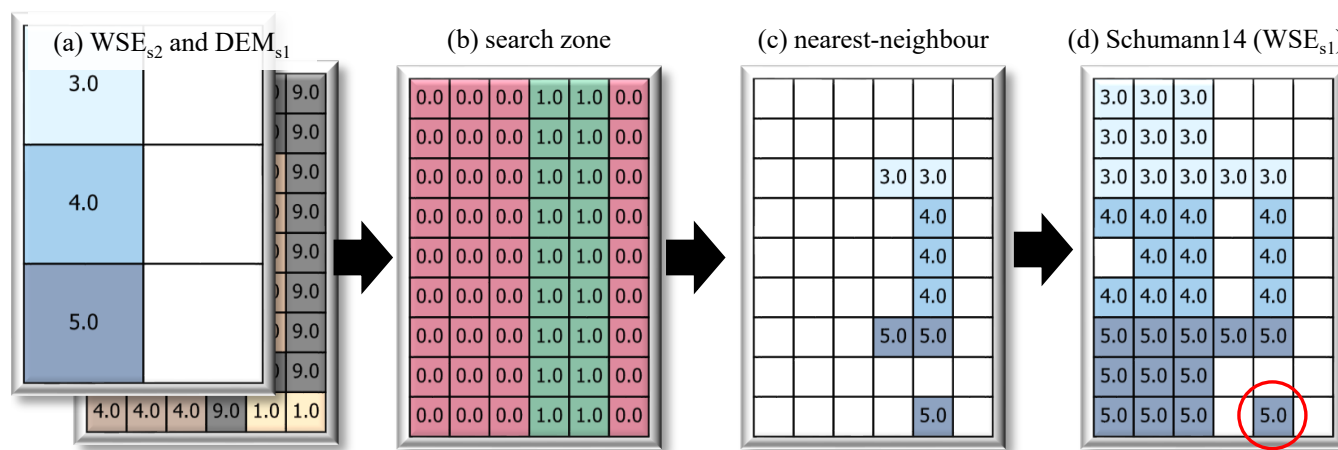 (a) WSEs2 and DEMs1
(b) search zone
(c) nearest-neighbour
(d) Schumann14 (WSEs1)
3.0
4.0
5.0
9.0
9.0
9.0
9.0
9.0
9.0
9.0
9.0
4.0 4.0 4.0 9.0 1.0 1.0
0.0 0.0 0.0 1.0 1.0 0.0
0.0 0.0 0.0 1.0 1.0 0.0
0.0 0.0 0.0 1.0 1.0 0.0
0.0 0.0 0.0 1.0 1.0 0.0
0.0 0.0 0.0 1.0 1.0 0.0
0.0 0.0 0.0 1.0 1.0 0.0
0.0 0.0 0.0 1.0 1.0 0.0
0.0 0.0 0.0 1.0 1.0 0.0
0.0 0.0 0.0 1.0 1.0 0.0
3.0 3.0
4.0
4.0
4.0
5.0 5.0
5.0
3.0 3.0 3.0
3.0 3.0 3.0
3.0 3.0 3.0 3.0 3.0
4.0 4.0 4.0 4.0
4.0 4.0 4.0
4.0 4.0 4.0 4.0
5.0 5.0 5.0 5.0 5.0
5.0 5.0 5.0
5.0 5.0 5.0 5.0